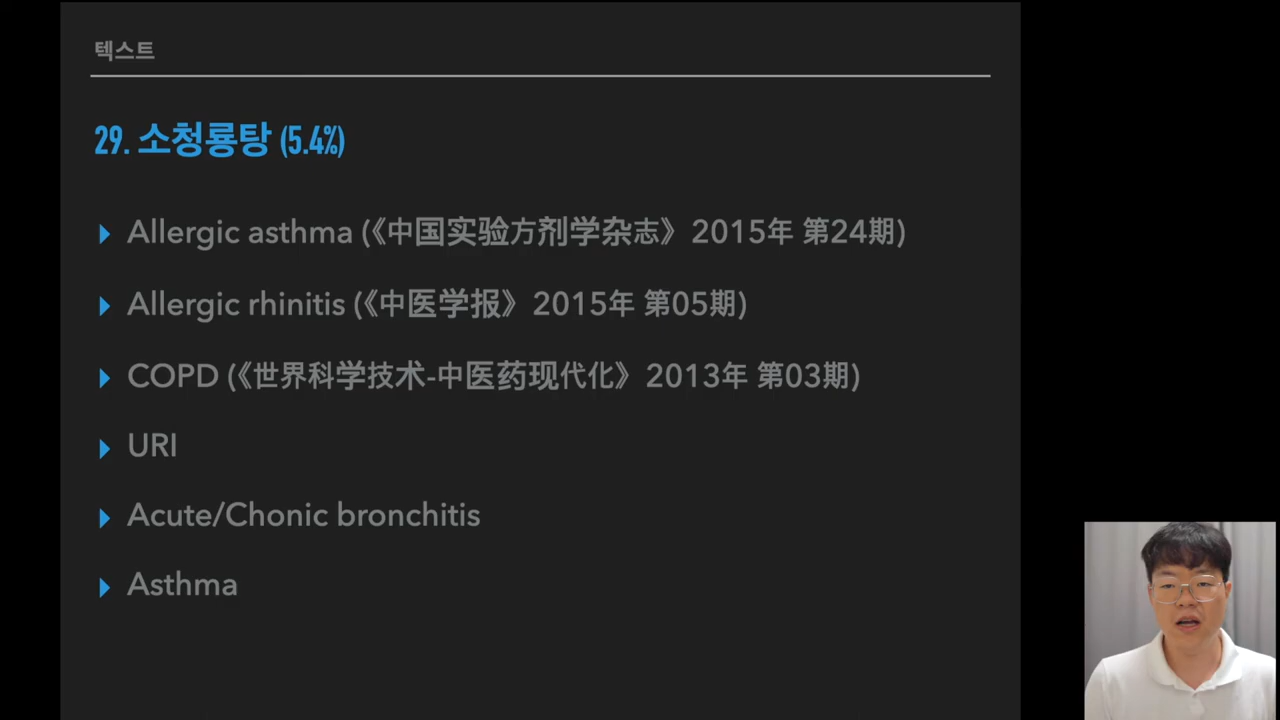 텍스트
29. 소청룡탕 (5.4%)
Allergic asthma (《中国实验方剂学杂志》2015年 第24期)
Allergic rhinitis (《中医学报》2015年 第05期)
COPD (《世界科学技术-中医药现代化》2013年 第03期)
URI
Acute/Chonic bronchitis
Asthma